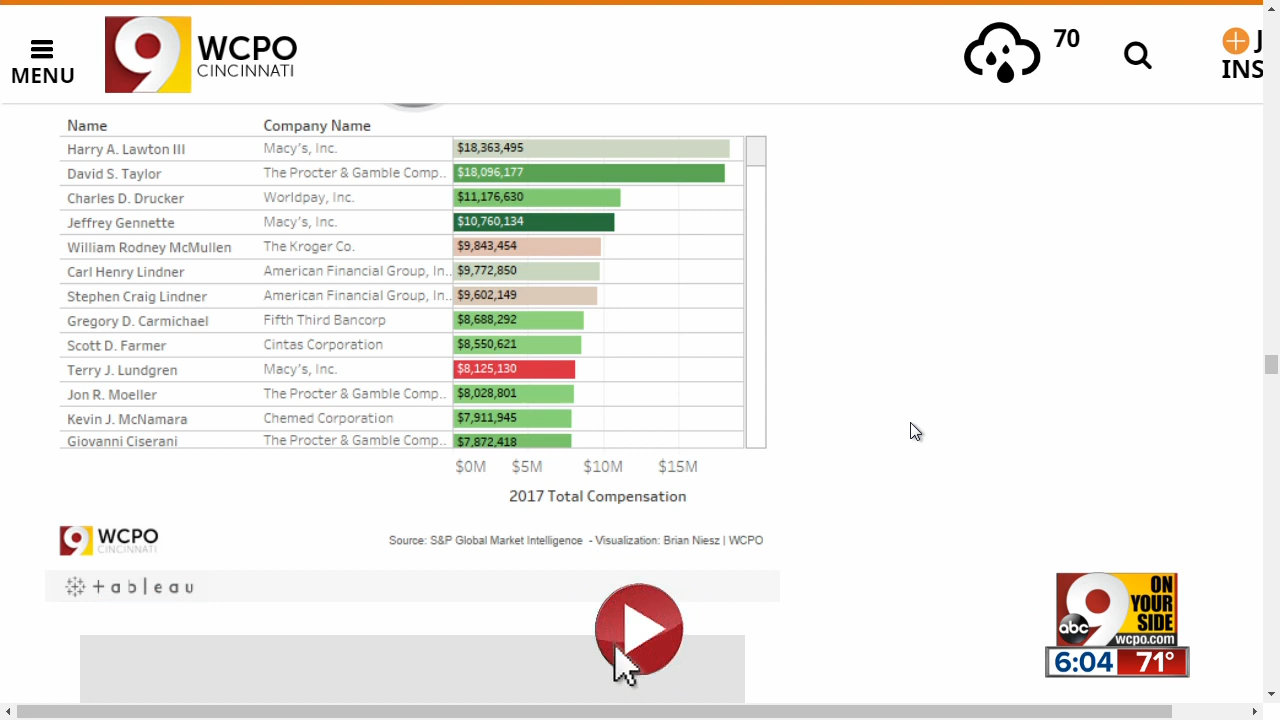 MENU
9 WCPO
CINCINNATI
70
INS
Name Company Name
Harry A. Lawton III Macy's, Inc. $18,363,495
David S. Taylor The Procter & Gamble Comp.. $18,096,177
Charles D. Drucker Worldpay, Inc. $11,176,630
Jeffrey Gennette Macy's, Inc. $10,760,134
William Rodney McMullen The Kroger Co. $9,843,454
Carl Henry Lindner American Financial Group, In.. $9,772,850
Stephen Craig Lindner American Financial Group, In.. $9,602,149
Gregory D. Carmichael Fifth Third Bancorp $8,688,292
Scott D. Farmer Cintas Corporation $8,550,621
Terry J. Lundgren Macy's, Inc. $8,125,130
Jon R. Moeller The Procter & Gamble Comp.. $8,028,801
Kevin J. McNamara Chemed Corporation $7,911,945
Giovanni Ciserani The Procter & Gamble Comp.. $7,872,418
$0M $5M $10M $15M
2017 Total Compensation
9 WCPO
CINCINNATI
Source: S&P Global Market Intelligence - Visualization: Brian Niesz | WCPO
+ableau
abc 9 ON
YOUR
SIDE
wcpo.com
6:04 71°